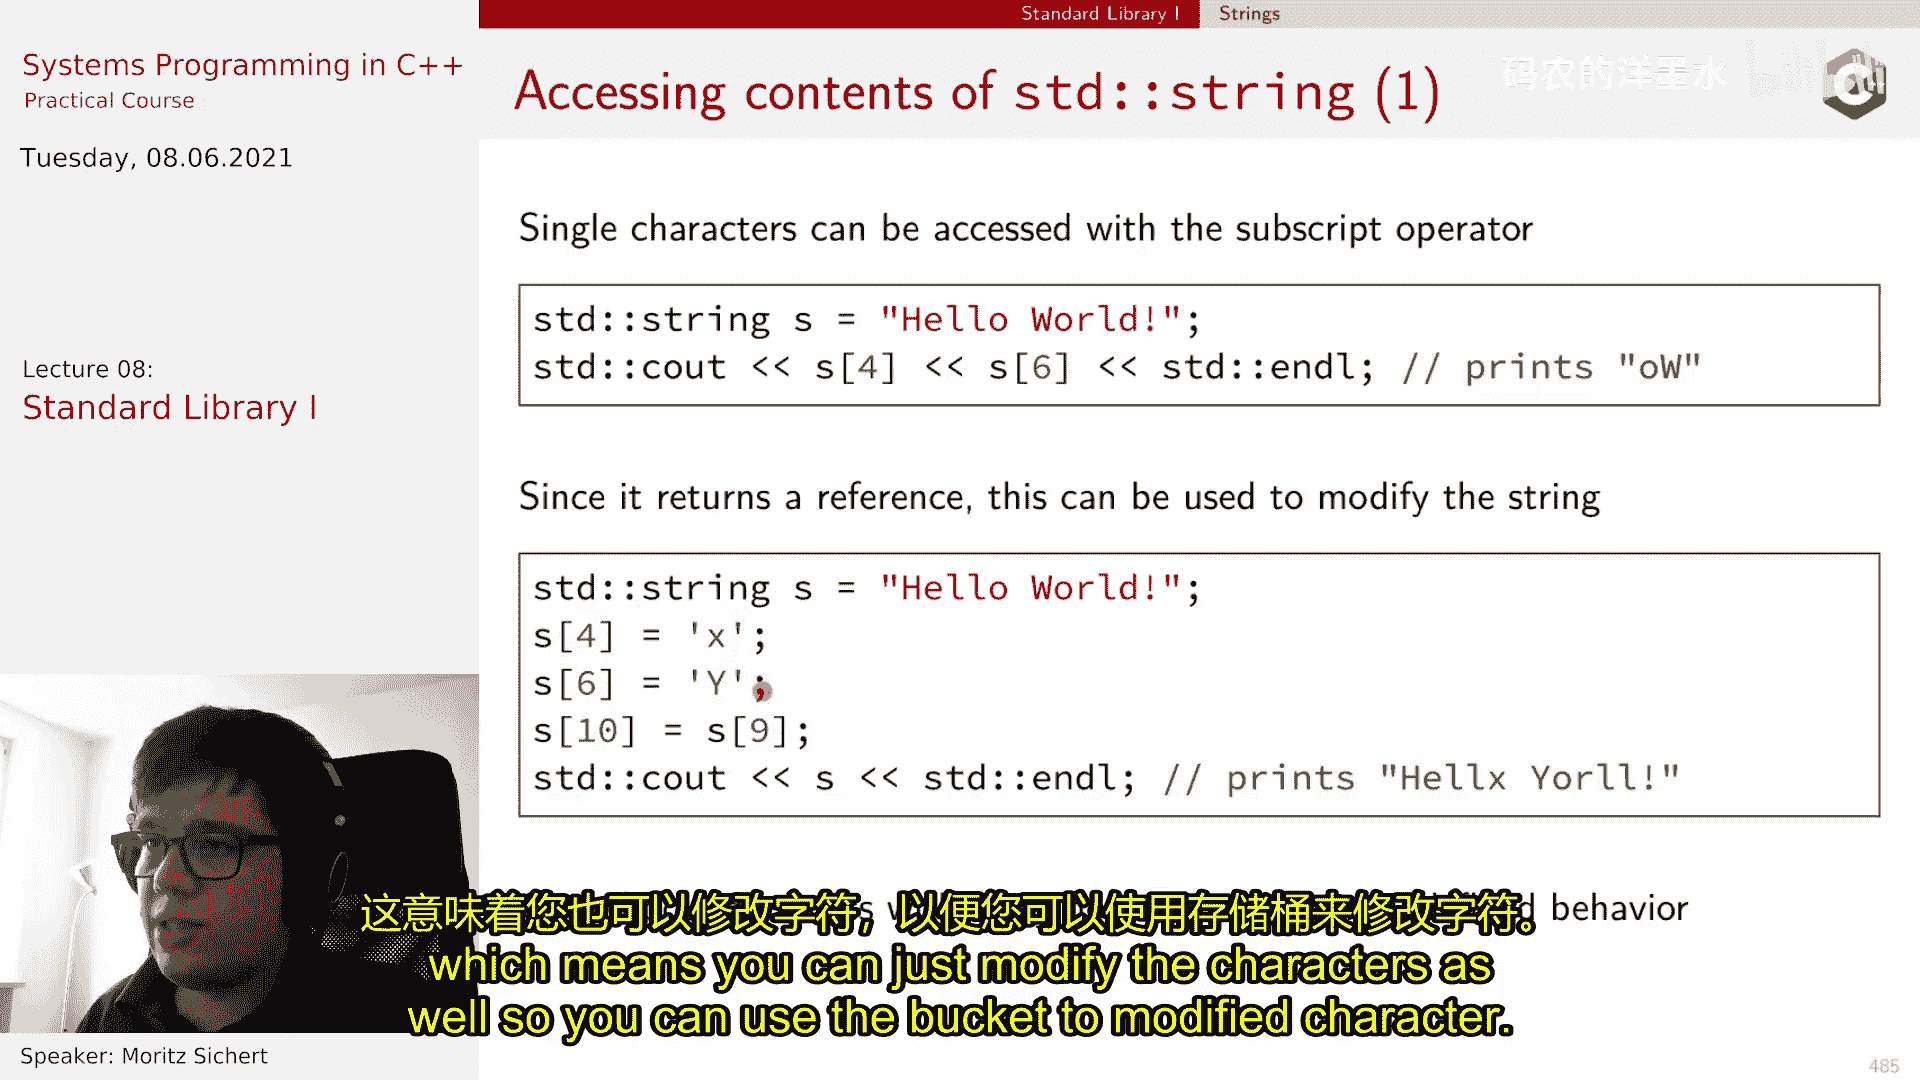 Standard Library I
Strings
Systems Programming in C++
Practical Course
Tuesday, 08.06.2021
Lecture 08:
Standard Library I
Accessing contents of std::string (1)
码农的洋墨水
Single characters can be accessed with the subscript operator
std::string s = "Hello World!";
std::cout << s[4] << s[6] << std::endl; // prints "oW"
Since it returns a reference, this can be used to modify the string
std::string s = "Hello World!";
s[4] = 'x';
s[6] = 'Y';
s[10] = s[9];
std::cout << s << std::endl; // prints "Hellx Yorll!"
behavior
这意味着您也可以修改字符，以便您可以使用存储桶来修改字符。
which means you can just modify the characters as
well so you can use the bucket to modified character.
Speaker: Moritz Sichert
485